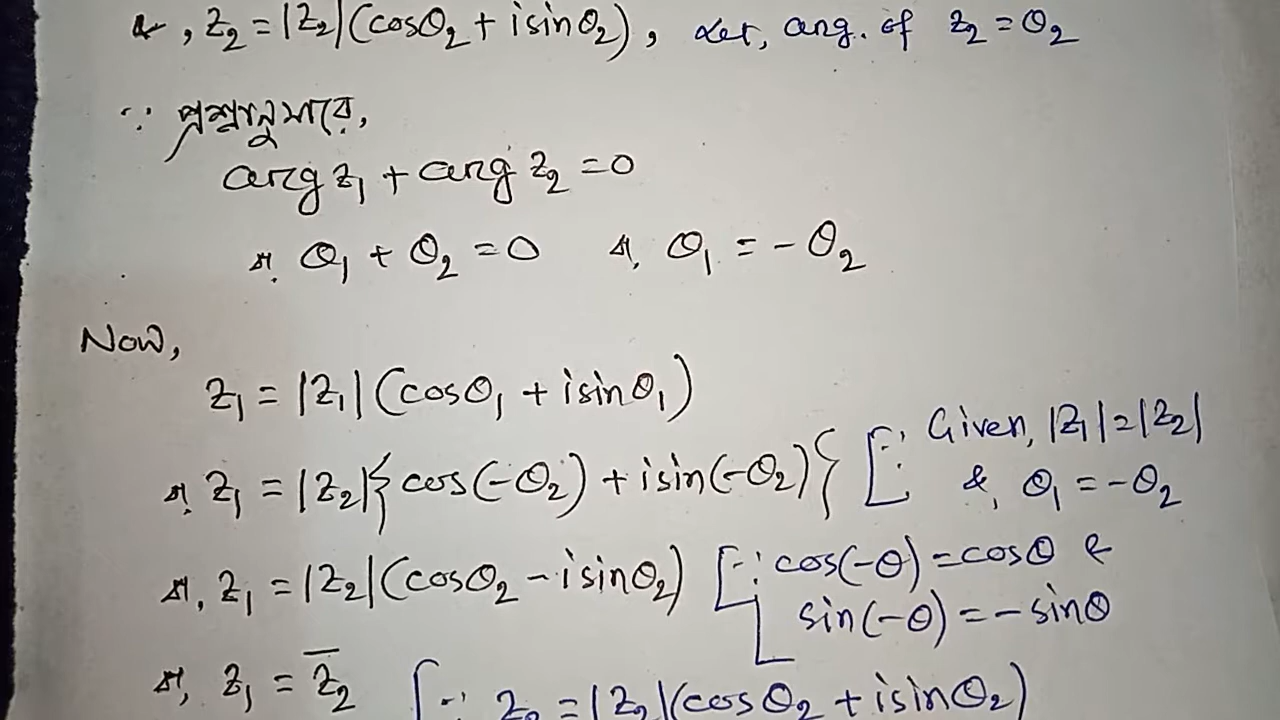 &, z₂ = |z₂|(cosθ₂ + isinθ₂), Let, ang. of z₂ = θ₂
∵ প্রশ্নানুসারে,
arg z₁ + arg z₂ = 0
বা, θ₁ + θ₂ = 0 বা, θ₁ = - θ₂
Now,
z₁ = |z₁| (cosθ₁ + isinθ₁)
বা, z₁ = |z₂|{cos(-θ₂) + isin(-θ₂)} [∵ Given, |z₁| = |z₂|
&, θ₁ = -θ₂
বা, z₁ = |z₂|(cosθ₂ - isinθ₂) [∵ cos(-θ) = cosθ &
sin(-θ) = - sinθ
বা, z₁ = z̅₂ [∵ z₂ = |z₂|(cosθ₂ + isinθ₂)